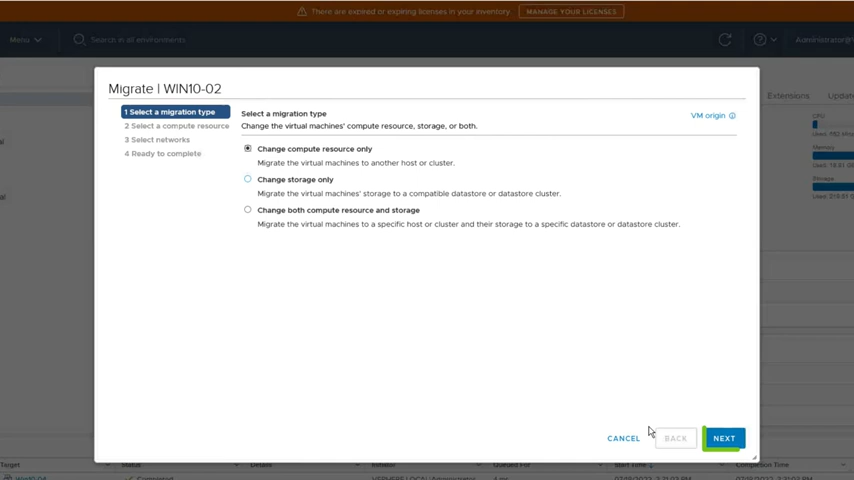 There are expired or expiring licenses in your inventory. MANAGE YOUR LICENSES
Menu Search in all environments
Migrate | WIN10-02
1 Select a migration type
2 Select a compute resource
3 Select networks
4 Ready to complete
Select a migration type
VM origin
Change the virtual machines' compute resource, storage, or both.
Change compute resource only
Migrate the virtual machines to another host or cluster.
Change storage only
Migrate the virtual machines' storage to a compatible datastore or datastore cluster.
Change both compute resource and storage
Migrate the virtual machines to a specific host or cluster and their storage to a specific datastore or datastore cluster.
CANCEL BACK NEXT
Extensions
CPU
Memory
Storage
Target Status Details Initiator Queued For Start Time Completion Time